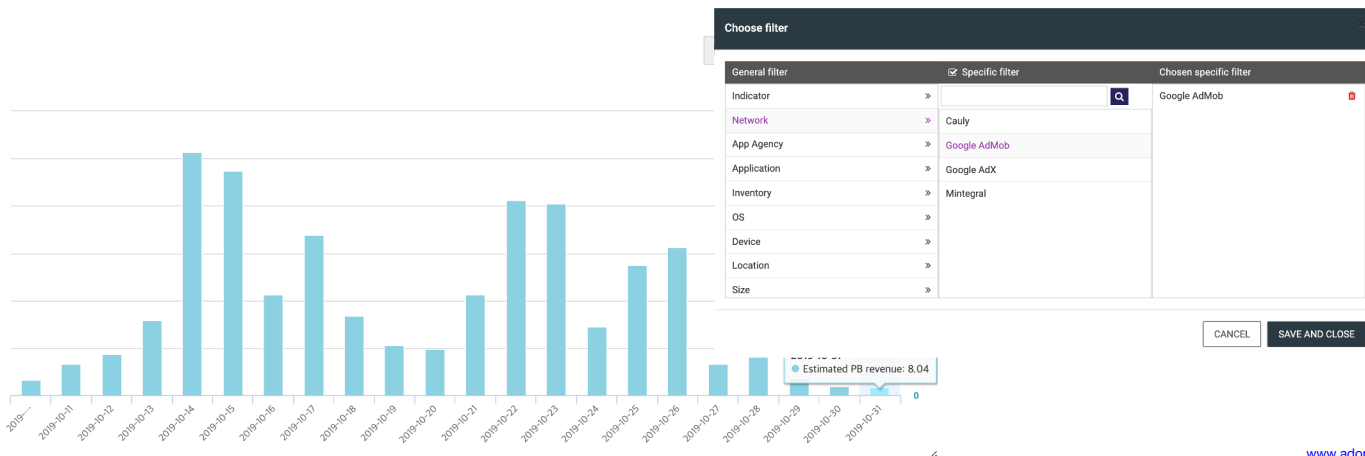 Choose filter
General filter
Specific filter
Chosen specific filter
Indicator »
Google AdMob
Network »
Cauly
App Agency »
Google AdMob
Application »
Google AdX
Inventory »
Mintegral
OS »
Device »
Location »
Size »
CANCEL
SAVE AND CLOSE
Estimated PB revenue: 8.04
0
2019-...
2019-10-11
2019-10-12
2019-10-13
2019-10-14
2019-10-15
2019-10-16
2019-10-17
2019-10-18
2019-10-19
2019-10-20
2019-10-21
2019-10-22
2019-10-23
2019-10-24
2019-10-25
2019-10-26
2019-10-27
2019-10-28
2019-10-29
2019-10-30
2019-10-31